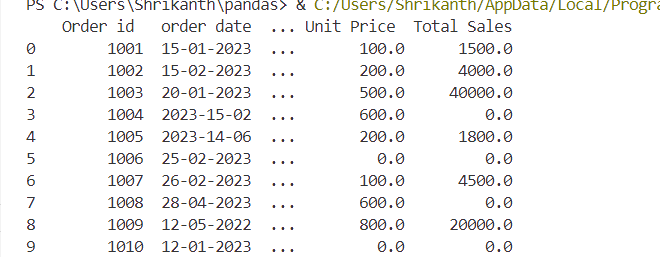 PS C:\Users\Shrikanth\pandas> & C:/Users/Shrikanth/AppData/Local/Progra
Order id order date ... Unit Price Total Sales
0 1001 15-01-2023 ... 100.0 1500.0
1 1002 15-02-2023 ... 200.0 4000.0
2 1003 20-01-2023 ... 500.0 40000.0
3 1004 2023-15-02 ... 600.0 0.0
4 1005 2023-14-06 ... 200.0 1800.0
5 1006 25-02-2023 ... 0.0 0.0
6 1007 26-02-2023 ... 100.0 4500.0
7 1008 28-04-2023 ... 600.0 0.0
8 1009 12-05-2022 ... 800.0 20000.0
9 1010 12-01-2023 ... 0.0 0.0